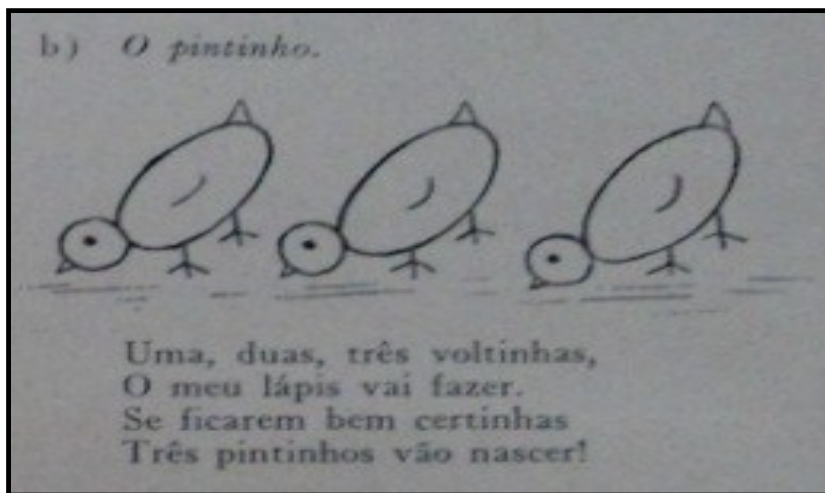 b) O pintinho.
Uma, duas, três voltinhas,
O meu lápis vai fazer.
Se ficarem bem certinhas
Três pintinhos vão nascer!